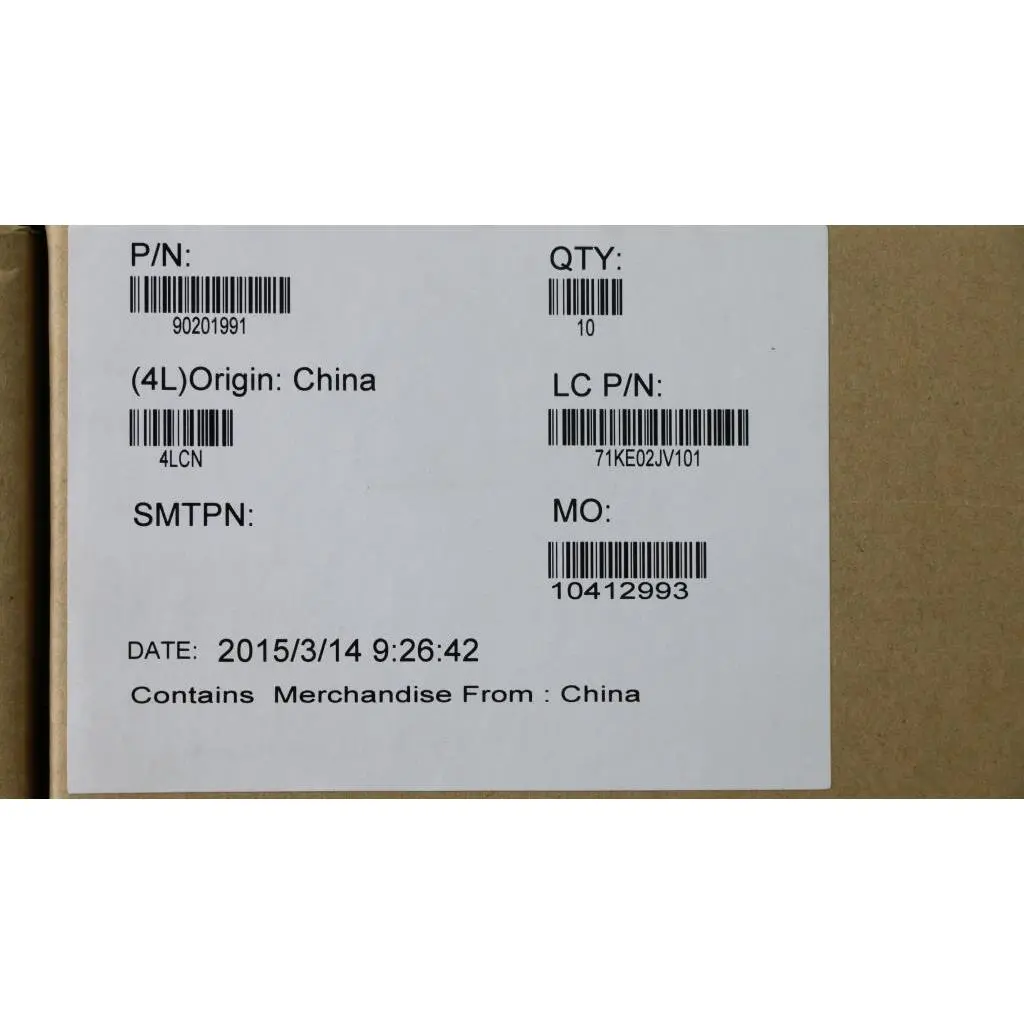 P/N:
90201991
QTY:
10
(4L)Origin: China
4LCN
LC P/N:
71KE02JV101
SMTPN:
MO:
10412993
DATE: 2015/3/14 9:26:42
Contains Merchandise From : China